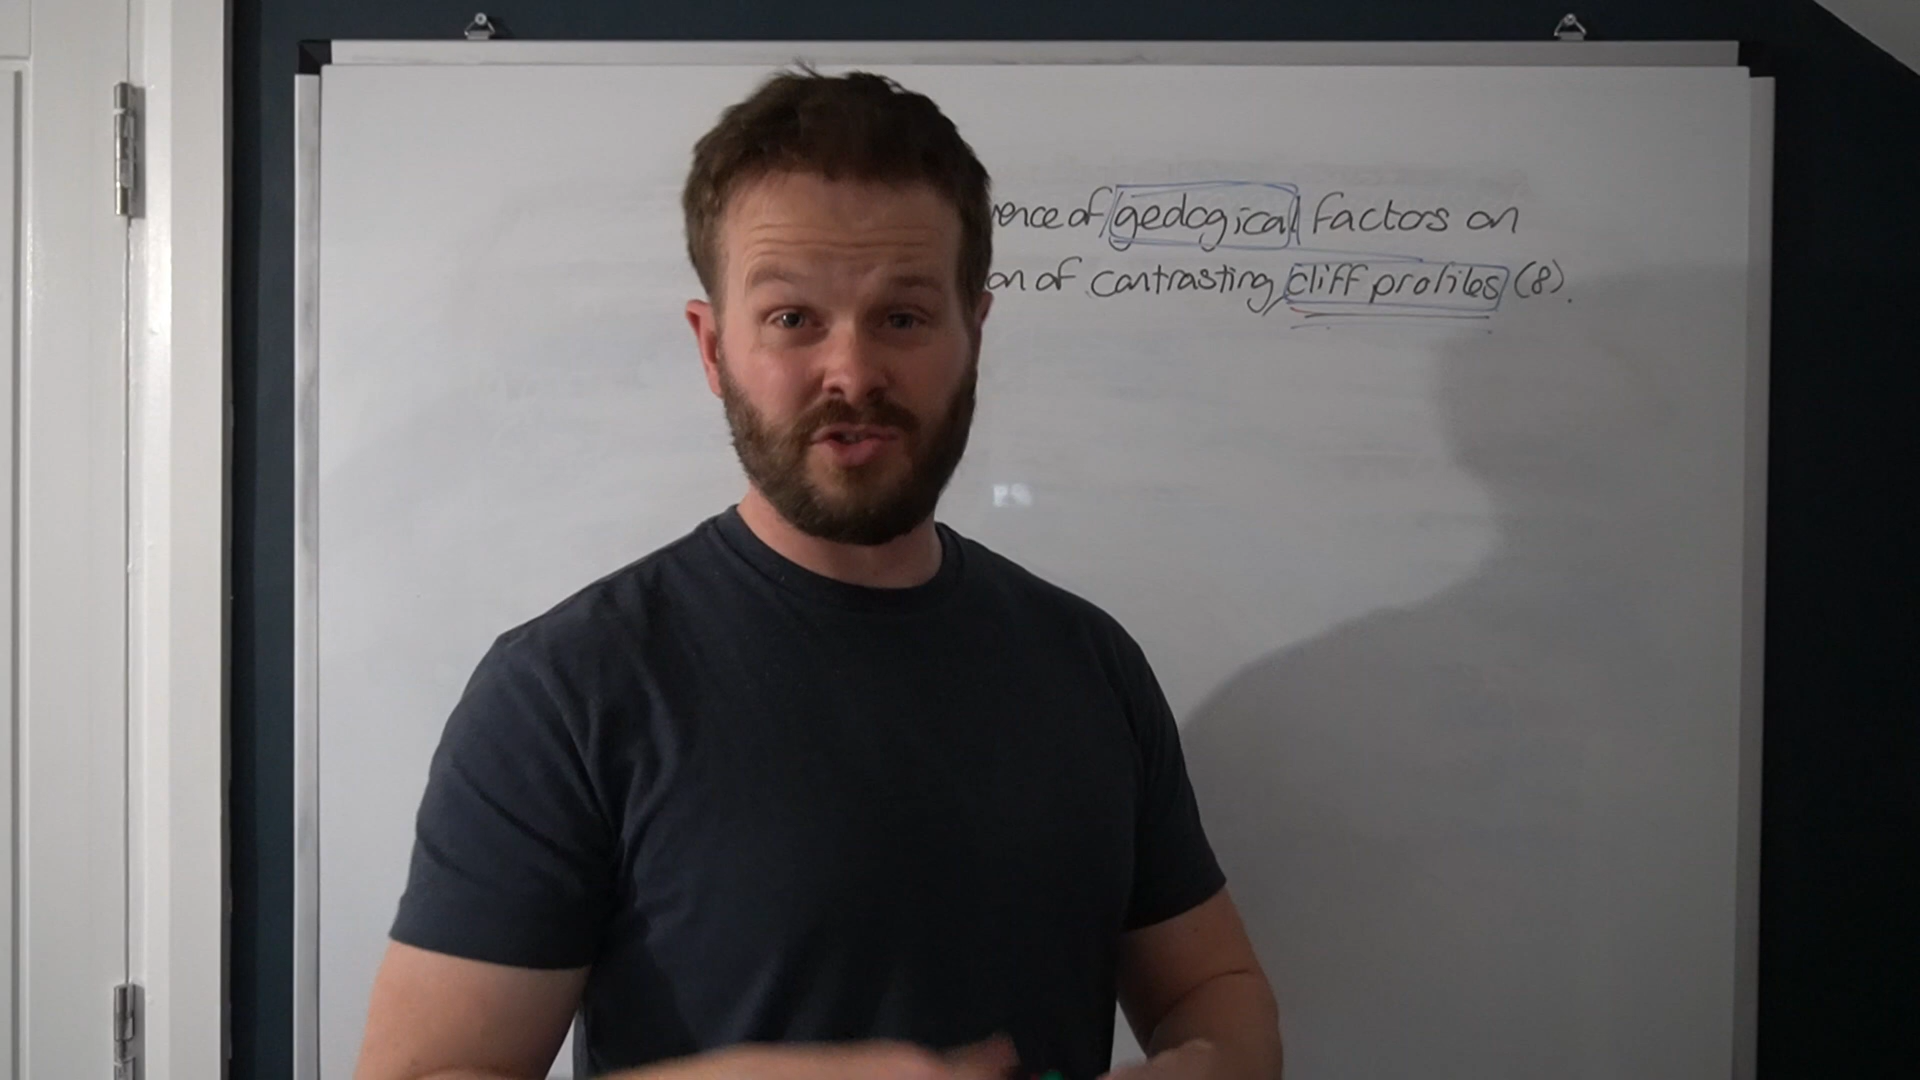 ence of geological factors on
on of contrasting cliff profiles (8).